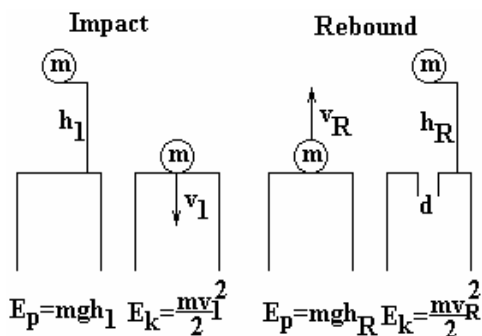 Impact
Rebound
m
h1
m
v1
vR
m
m
hR
d
Ep=mgh1
Ek=mv1²/2
Ep=mghR
Ek=mvR²/2